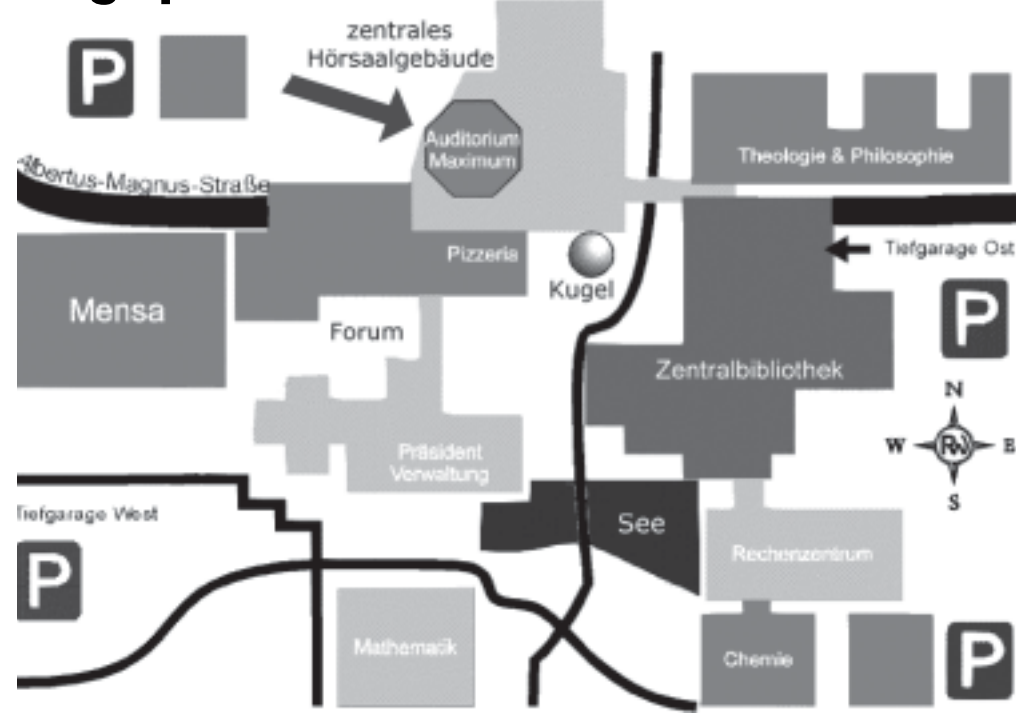 zentrales
Hörsaalgebäude
P
Auditorium
Maximum
Theologie & Philosophie
Albertus-Magnus-Straße
Pizzeria
Tiefgarage Ost
Mensa
Kugel
P
Forum
Zentralbibliothek
N
W
RW
E
S
Präsident
Verwaltung
Tiefgarage West
See
Rechenzentrum
P
Mathematik
Chemie
P